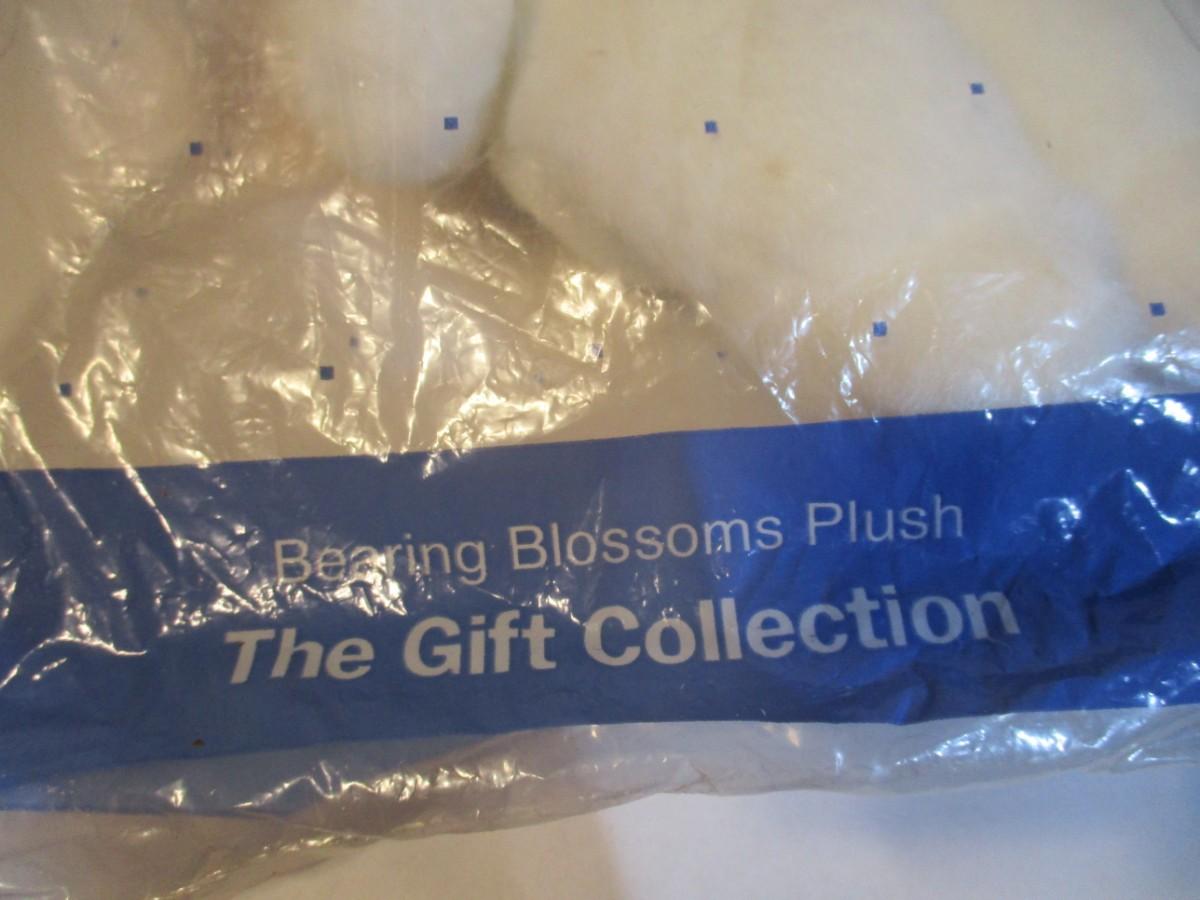 Bearing Blossoms Plush
The Gift Collection